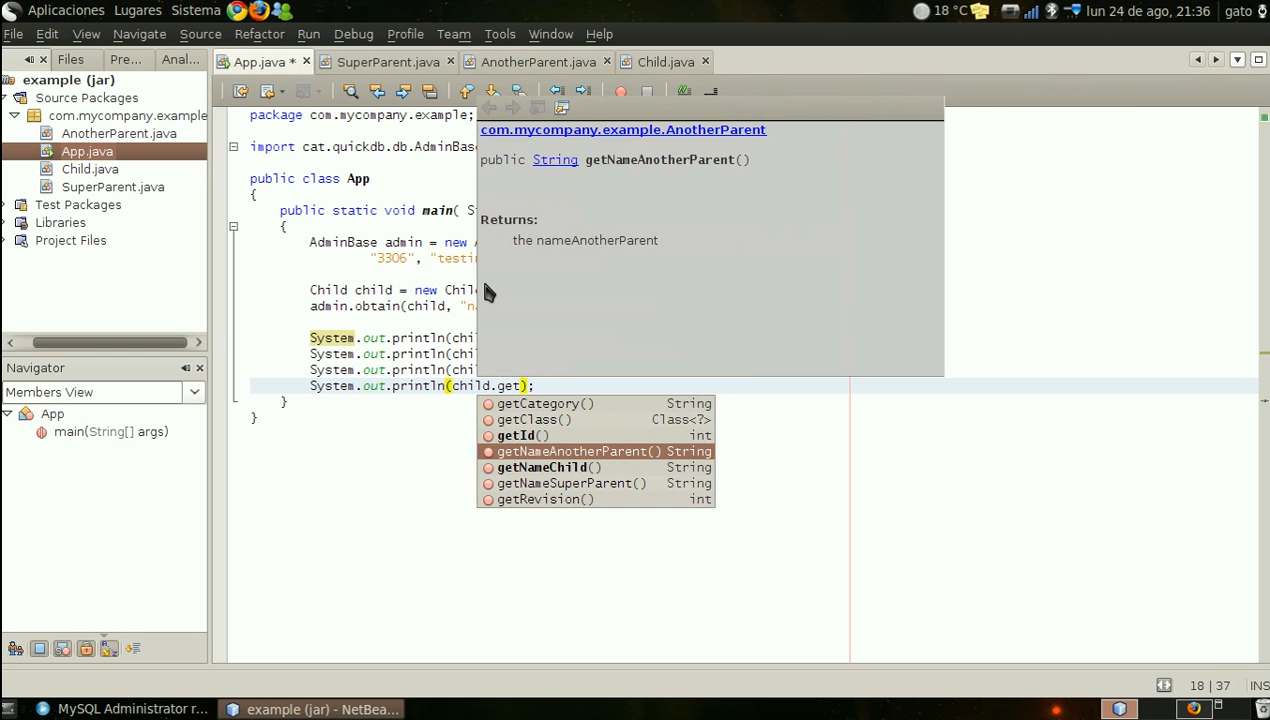 Aplicaciones Lugares Sistema 18 °C lun 24 de ago, 21:36 gato
File Edit View Navigate Source Refactor Run Debug Profile Team Tools Window Help
Files Pre... Anal... App.java * SuperParent.java AnotherParent.java Child.java
example (jar)
Source Packages
com.mycompany.example
AnotherParent.java
App.java
Child.java
SuperParent.java
Test Packages
Libraries
Project Files
Navigator
Members View
App
main(String[] args)
package com.mycompany.example;
import cat.quickdb.db.AdminBase
public class App
{
public static void main( S
{
AdminBase admin = new A
"3306", "testin
Child child = new Chil
admin.obtain(child, "na
System.out.println(chil
System.out.println(chil
System.out.println(chil
System.out.println(child.get);
}
}
com.mycompany.example.AnotherParent
public String getNameAnotherParent()
Returns:
the nameAnotherParent
getCategory() String
getClass() Class<?>
getId() int
getNameAnotherParent() String
getNameChild() String
getNameSuperParent() String
getRevision() int
18 | 37 INS
MySQL Administrator r... example (jar) - NetBea...